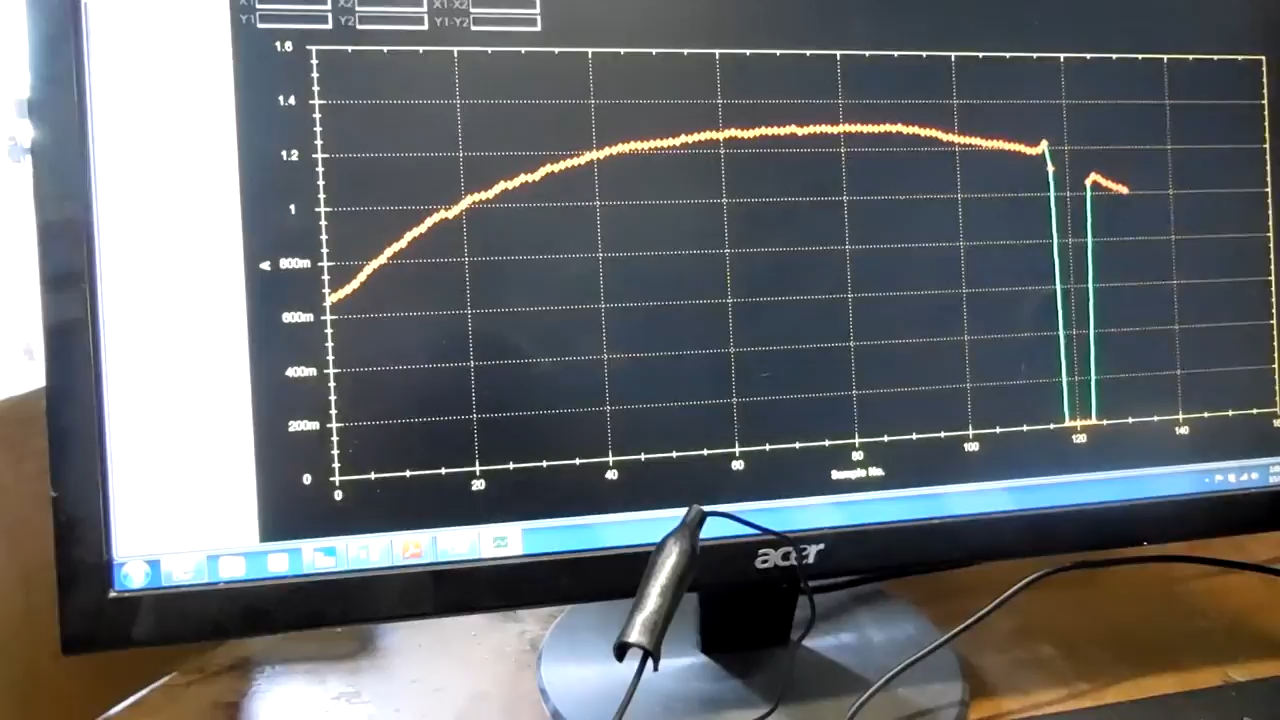 X1 X2 X1-X2
Y1 Y2 Y1-Y2
1.6
1.4
1.2
1
A 800m
600m
400m
200m
0
0 20 40 60 80 100 120 140
Sample No.
acer